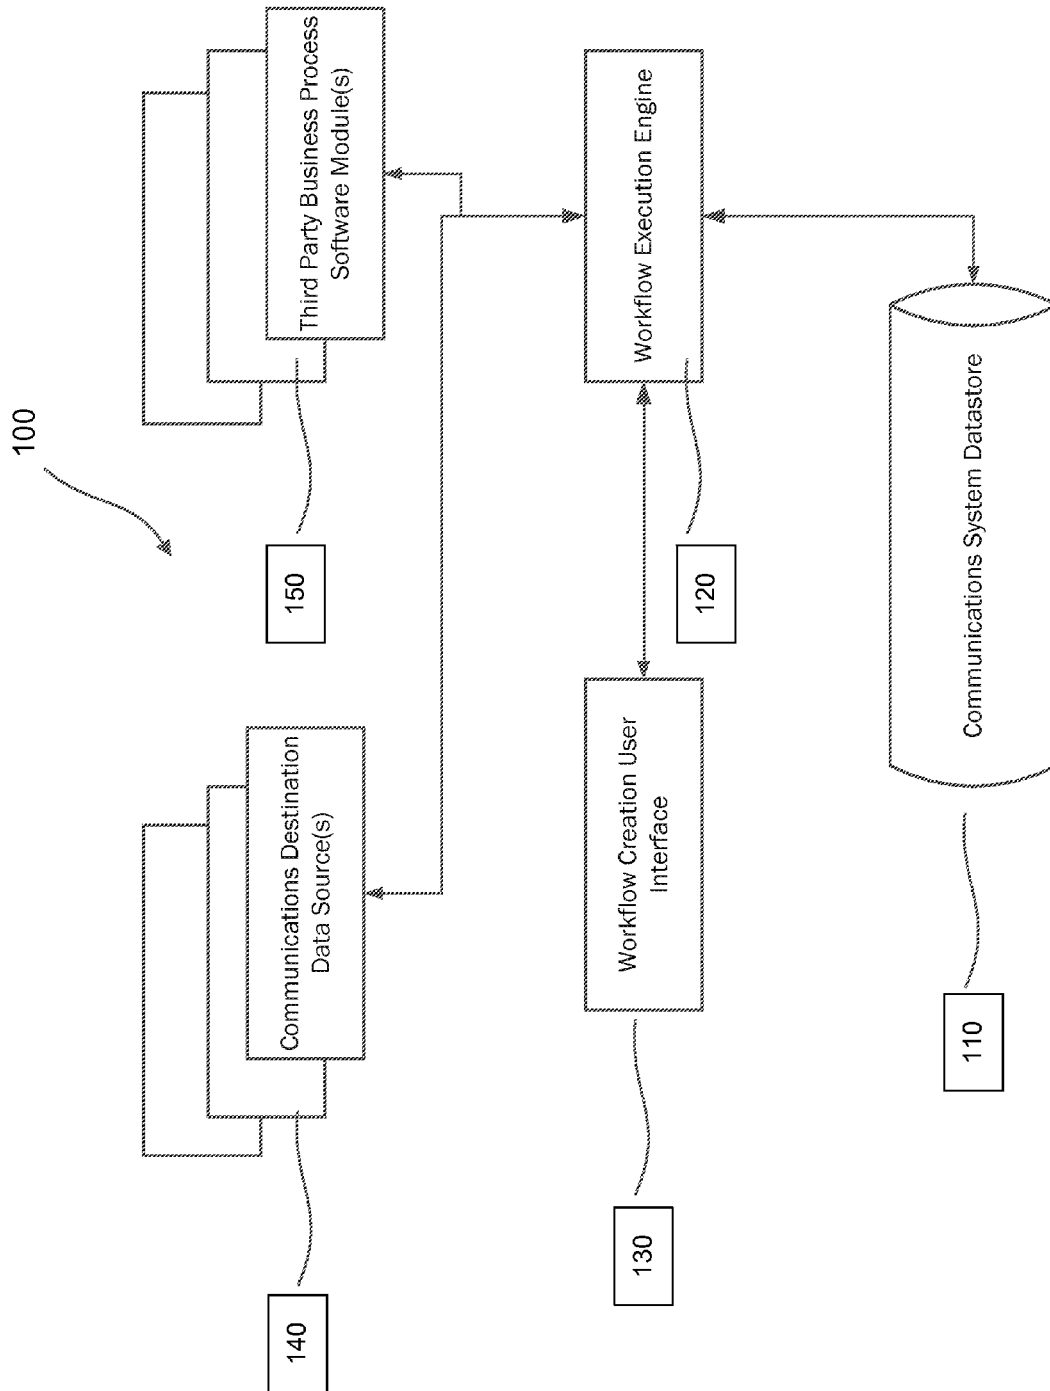 100
Communications Destination
Data Source(s)
140
Third Party Business Process
Software Module(s)
150
Workflow Creation User
Interface
130
Workflow Execution Engine
120
Communications System Datastore
110